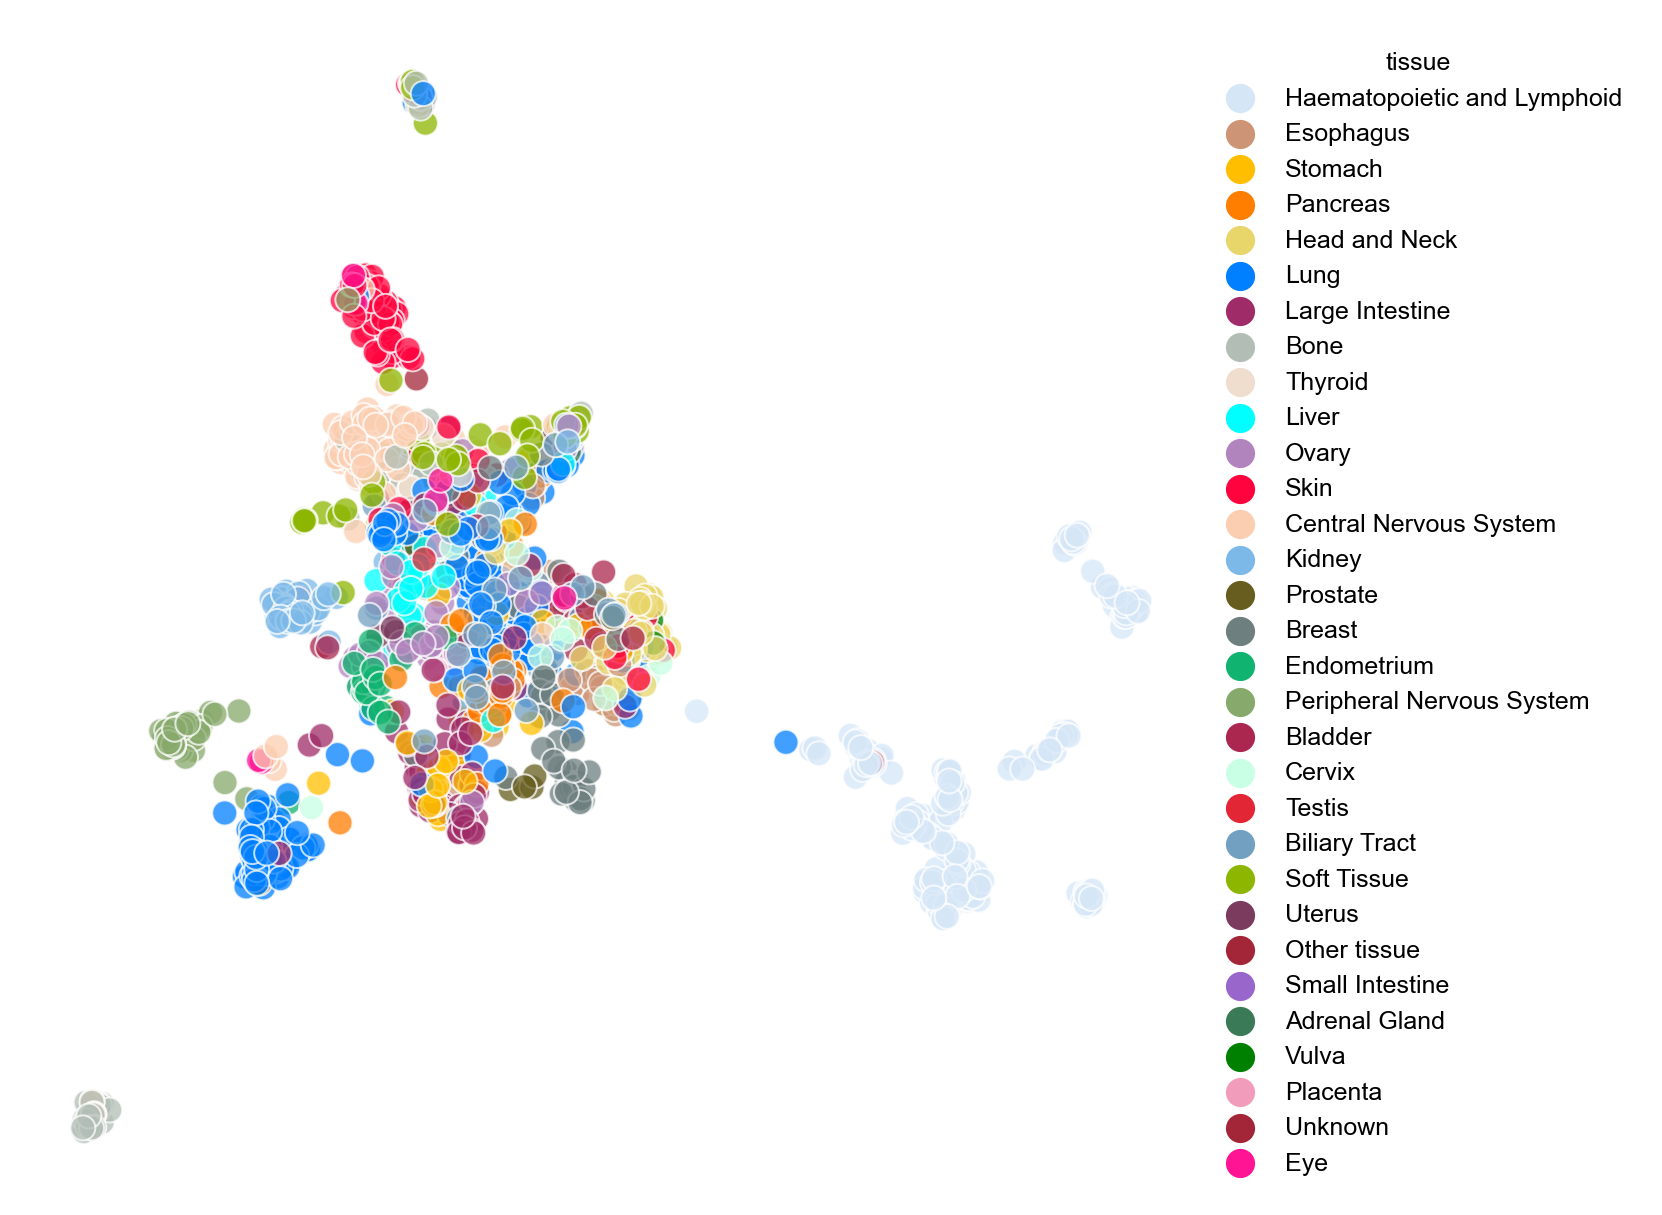 tissue
Haematopoietic and Lymphoid
Esophagus
Stomach
Pancreas
Head and Neck
Lung
Large Intestine
Bone
Thyroid
Liver
Ovary
Skin
Central Nervous System
Kidney
Prostate
Breast
Endometrium
Peripheral Nervous System
Bladder
Cervix
Testis
Biliary Tract
Soft Tissue
Uterus
Other tissue
Small Intestine
Adrenal Gland
Vulva
Placenta
Unknown
Eye